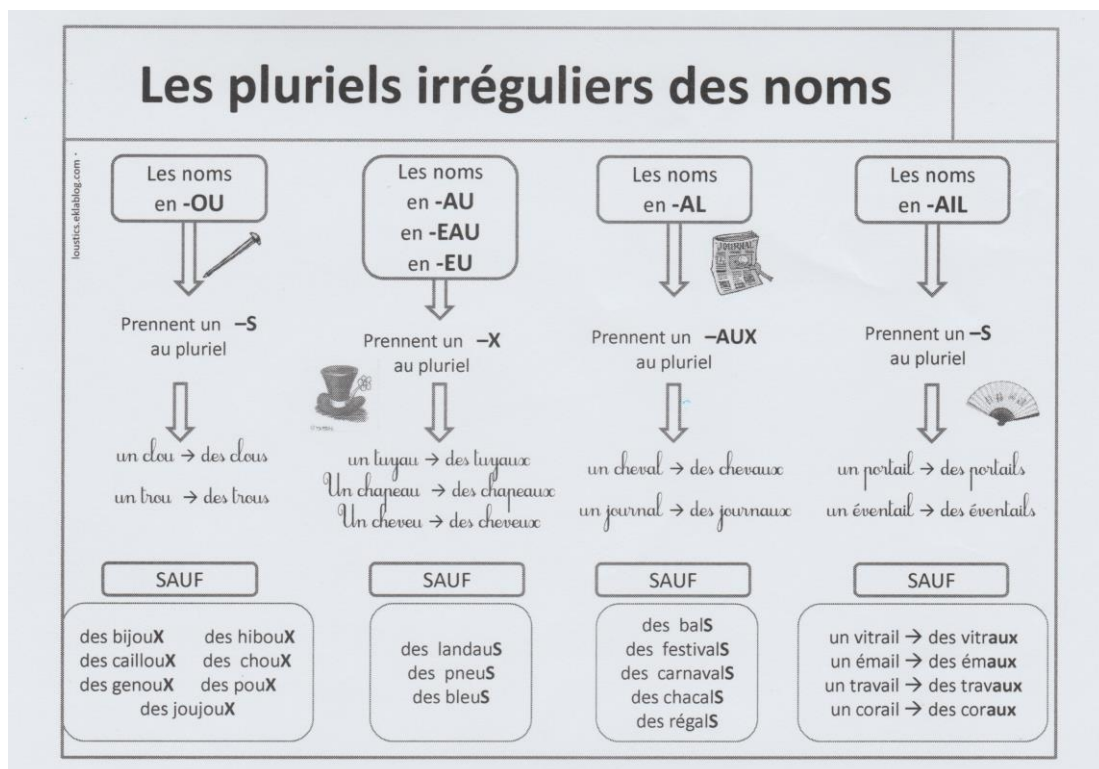 Les pluriels irréguliers des noms
loustics.eklablog.com
Les noms
en -OU
Prennent un –S
au pluriel
un clou → des clous
un trou → des trous
SAUF
des bijouX des hibouX
des caillouX des chouX
des genouX des pouX
des joujouX
Les noms
en -AU
en -EAU
en -EU
Prennent un –X
au pluriel
un tuyau → des tuyaux
Un chapeau → des chapeaux
Un cheveu → des cheveux
SAUF
des landauS
des pneuS
des bleuS
Les noms
en -AL
JOURNAL
Prennent un –AUX
au pluriel
un cheval → des chevaux
un journal → des journaux
SAUF
des balS
des festivalS
des carnavalS
des chacalS
des régalS
Les noms
en -AIL
Prennent un –S
au pluriel
un portail → des portails
un éventail → des éventails
SAUF
un vitrail → des vitraux
un émail → des émaux
un travail → des travaux
un corail → des coraux